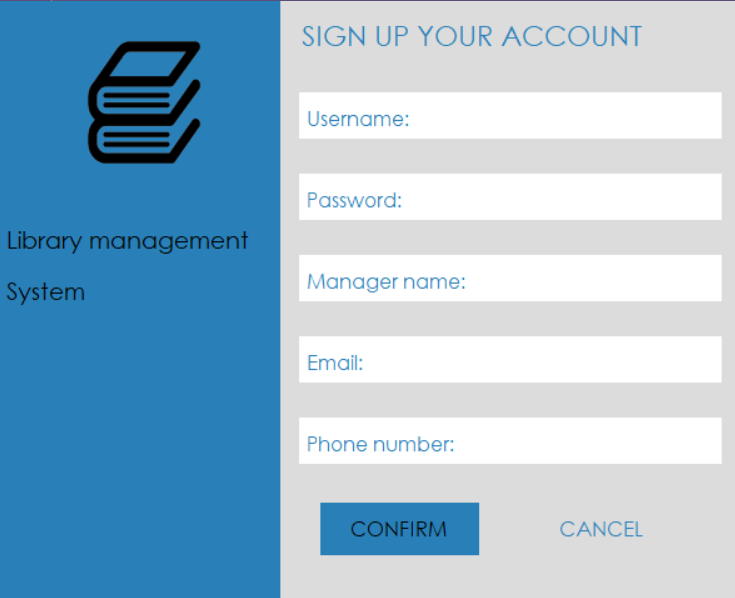 Library management
System
SIGN UP YOUR ACCOUNT
Username:
Password:
Manager name:
Email:
Phone number:
CONFIRM
CANCEL